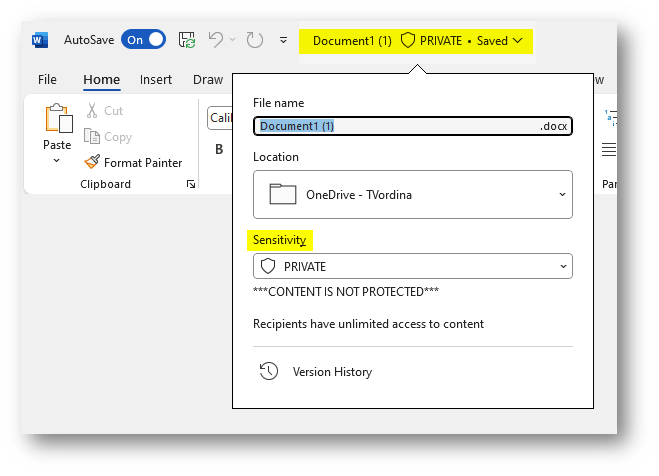 W
AutoSave On Document1 (1) PRIVATE • Saved
File Home Insert Draw w
Cut
Copy
Paste
Format Painter
Clipboard
Calib
B
Par
File name
Document1 (1) .docx
Location
OneDrive - TVordina
Sensitivity
PRIVATE
***CONTENT IS NOT PROTECTED***
Recipients have unlimited access to content
Version History